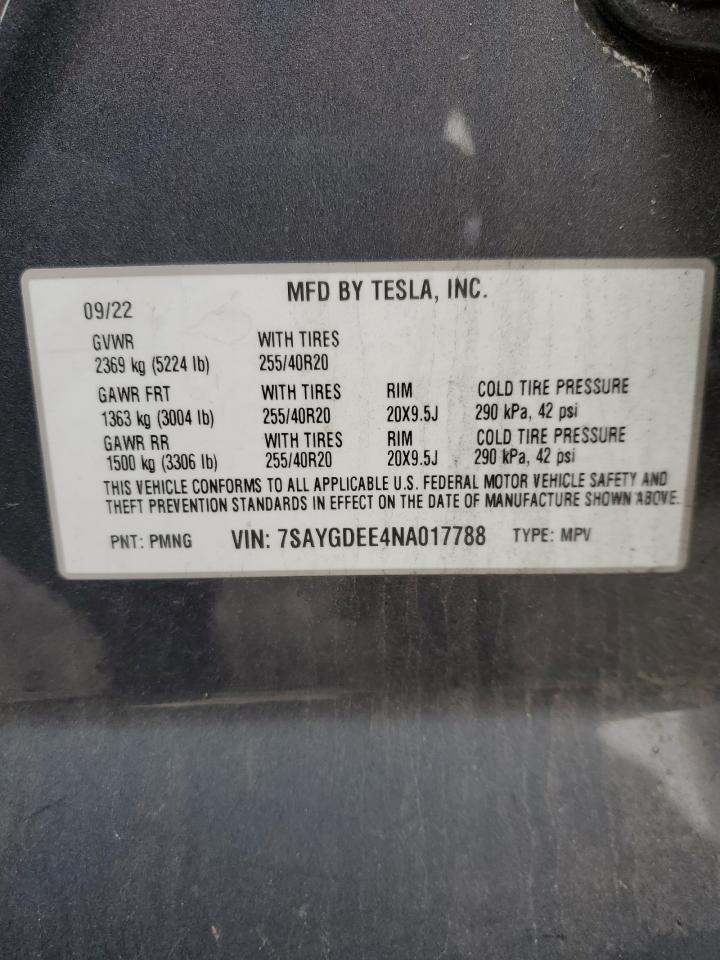 MFD BY TESLA, INC.
09/22
GVWR WITH TIRES
2369 kg (5224 lb) 255/40R20
GAWR FRT WITH TIRES RIM COLD TIRE PRESSURE
1363 kg (3004 lb) 255/40R20 20X9.5J 290 kPa, 42 psi
GAWR RR WITH TIRES RIM COLD TIRE PRESSURE
1500 kg (3306 lb) 255/40R20 20X9.5J 290 kPa, 42 psi
THIS VEHICLE CONFORMS TO ALL APPLICABLE U.S. FEDERAL MOTOR VEHICLE SAFETY AND
THEFT PREVENTION STANDARDS IN EFFECT ON THE DATE OF MANUFACTURE SHOWN ABOVE.
PNT: PMNG VIN: 7SAYGDEE4NA017788 TYPE: MPV